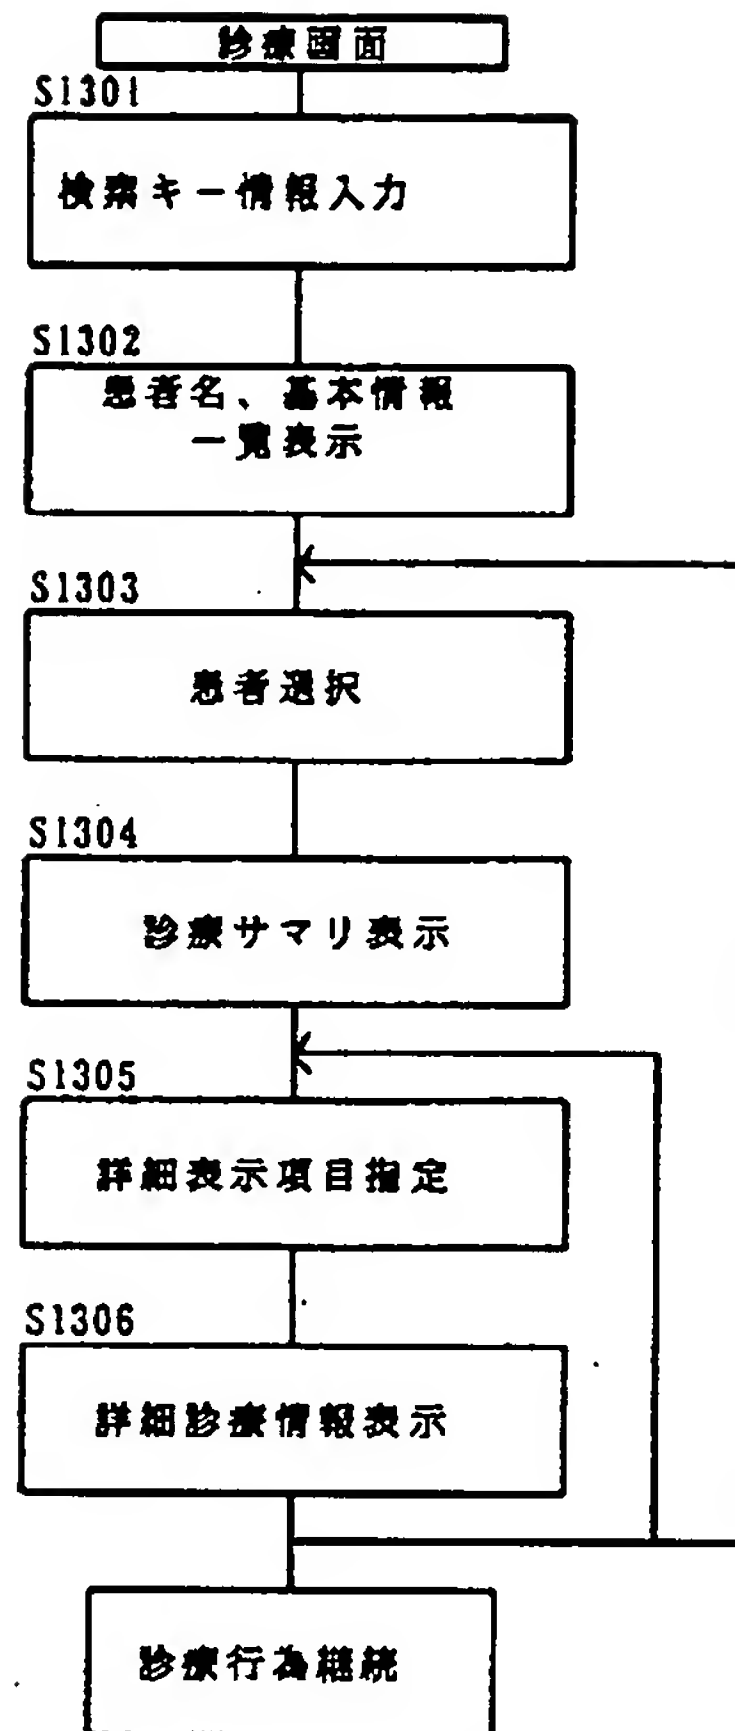 診療画面
S1301
検索キー情報入力
S1302
患者名、基本情報
一覧表示
S1303
患者選択
S1304
診療サマリ表示
S1305
詳細表示項目指定
S1306
詳細診療情報表示
診療行為継続